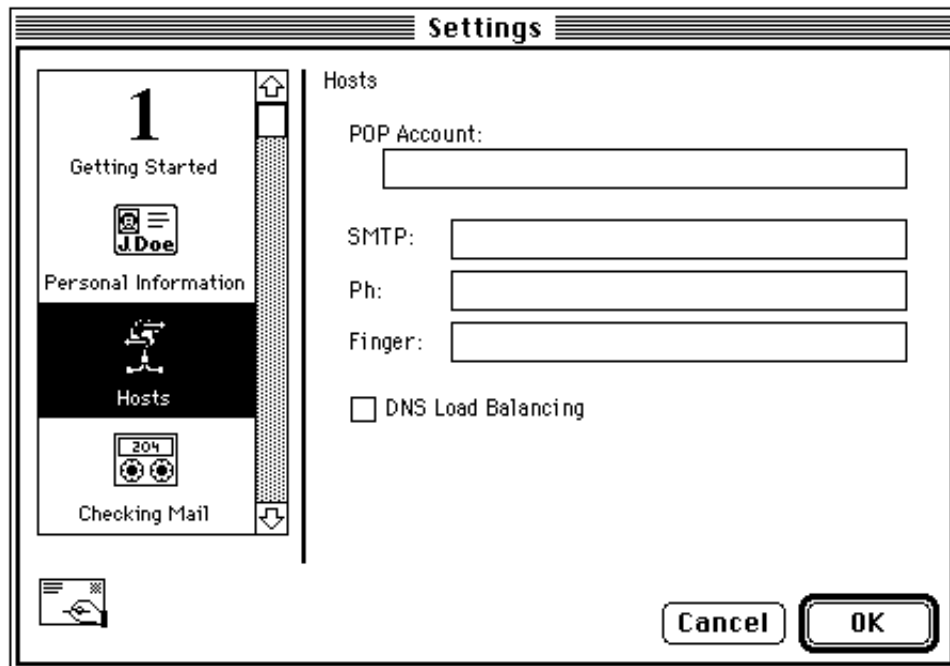 Settings
1
Getting Started
J.Doe
Personal Information
Hosts
204
Checking Mail
Hosts
POP Account:
SMTP:
Ph:
Finger:
DNS Load Balancing
Cancel
OK